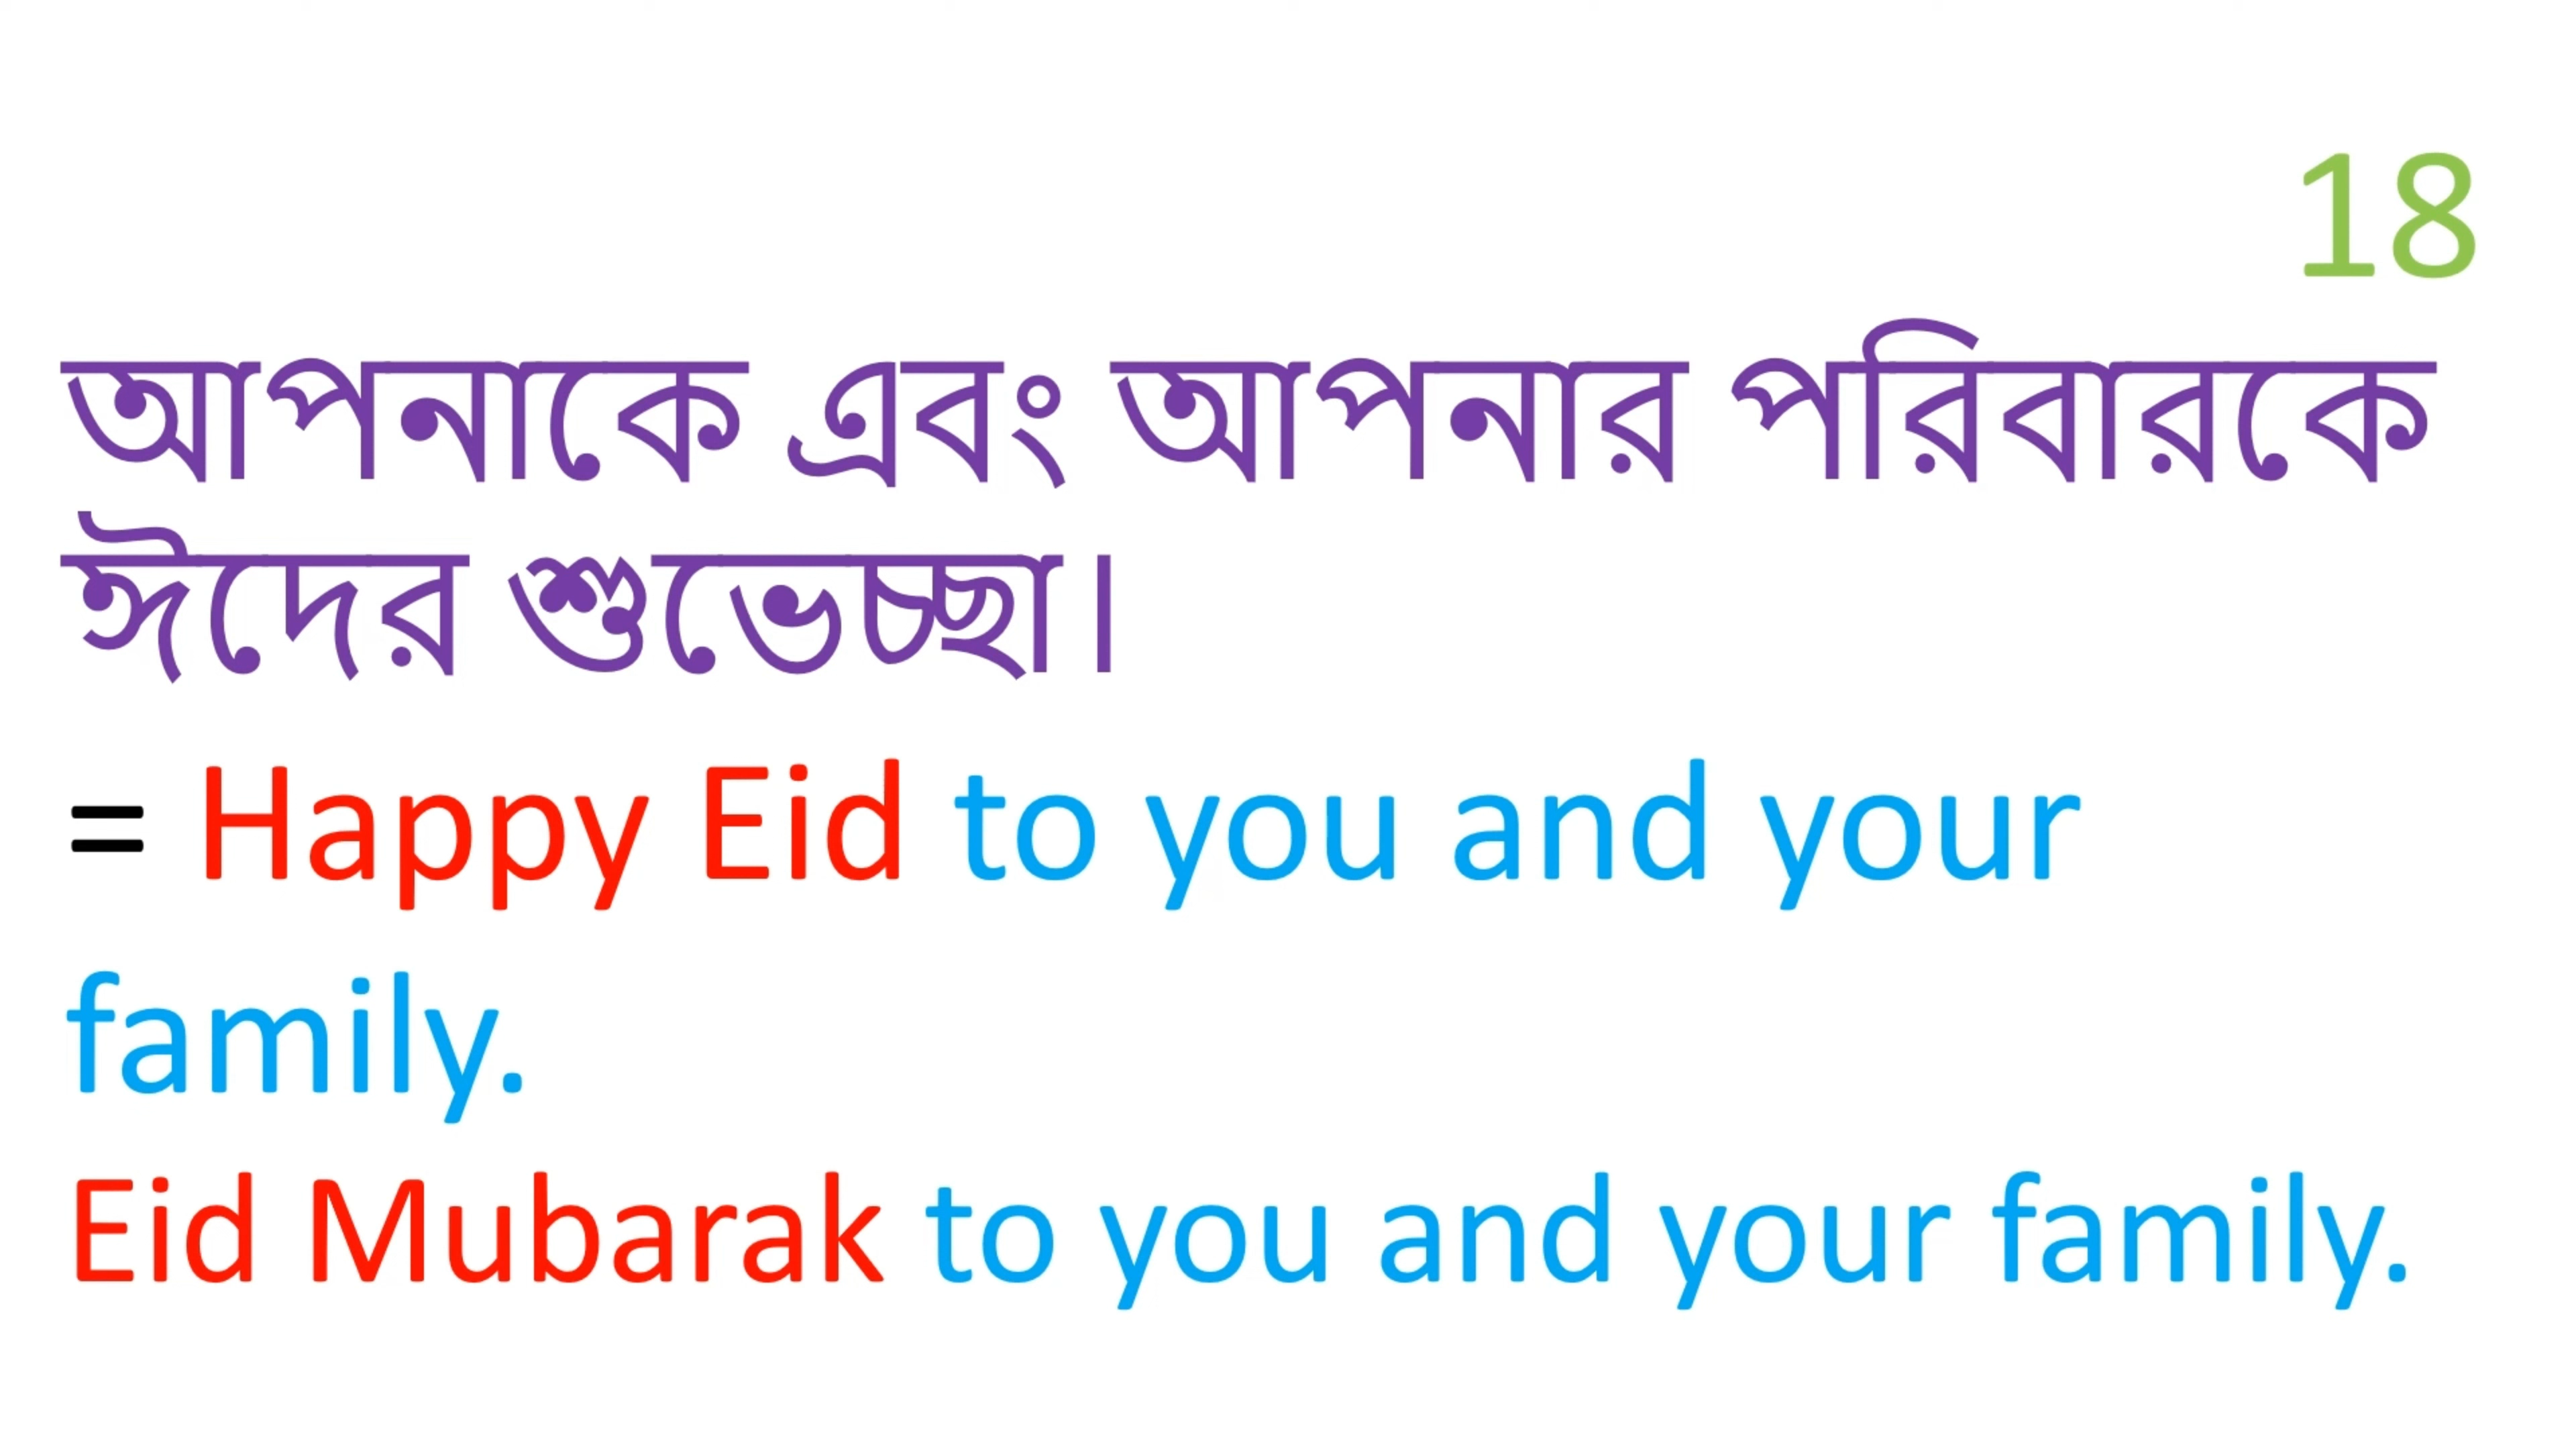 18
আপনাকে এবং আপনার পরিবারকে
ঈদের শুভেচ্ছা।
= Happy Eid to you and your
family.
Eid Mubarak to you and your family.